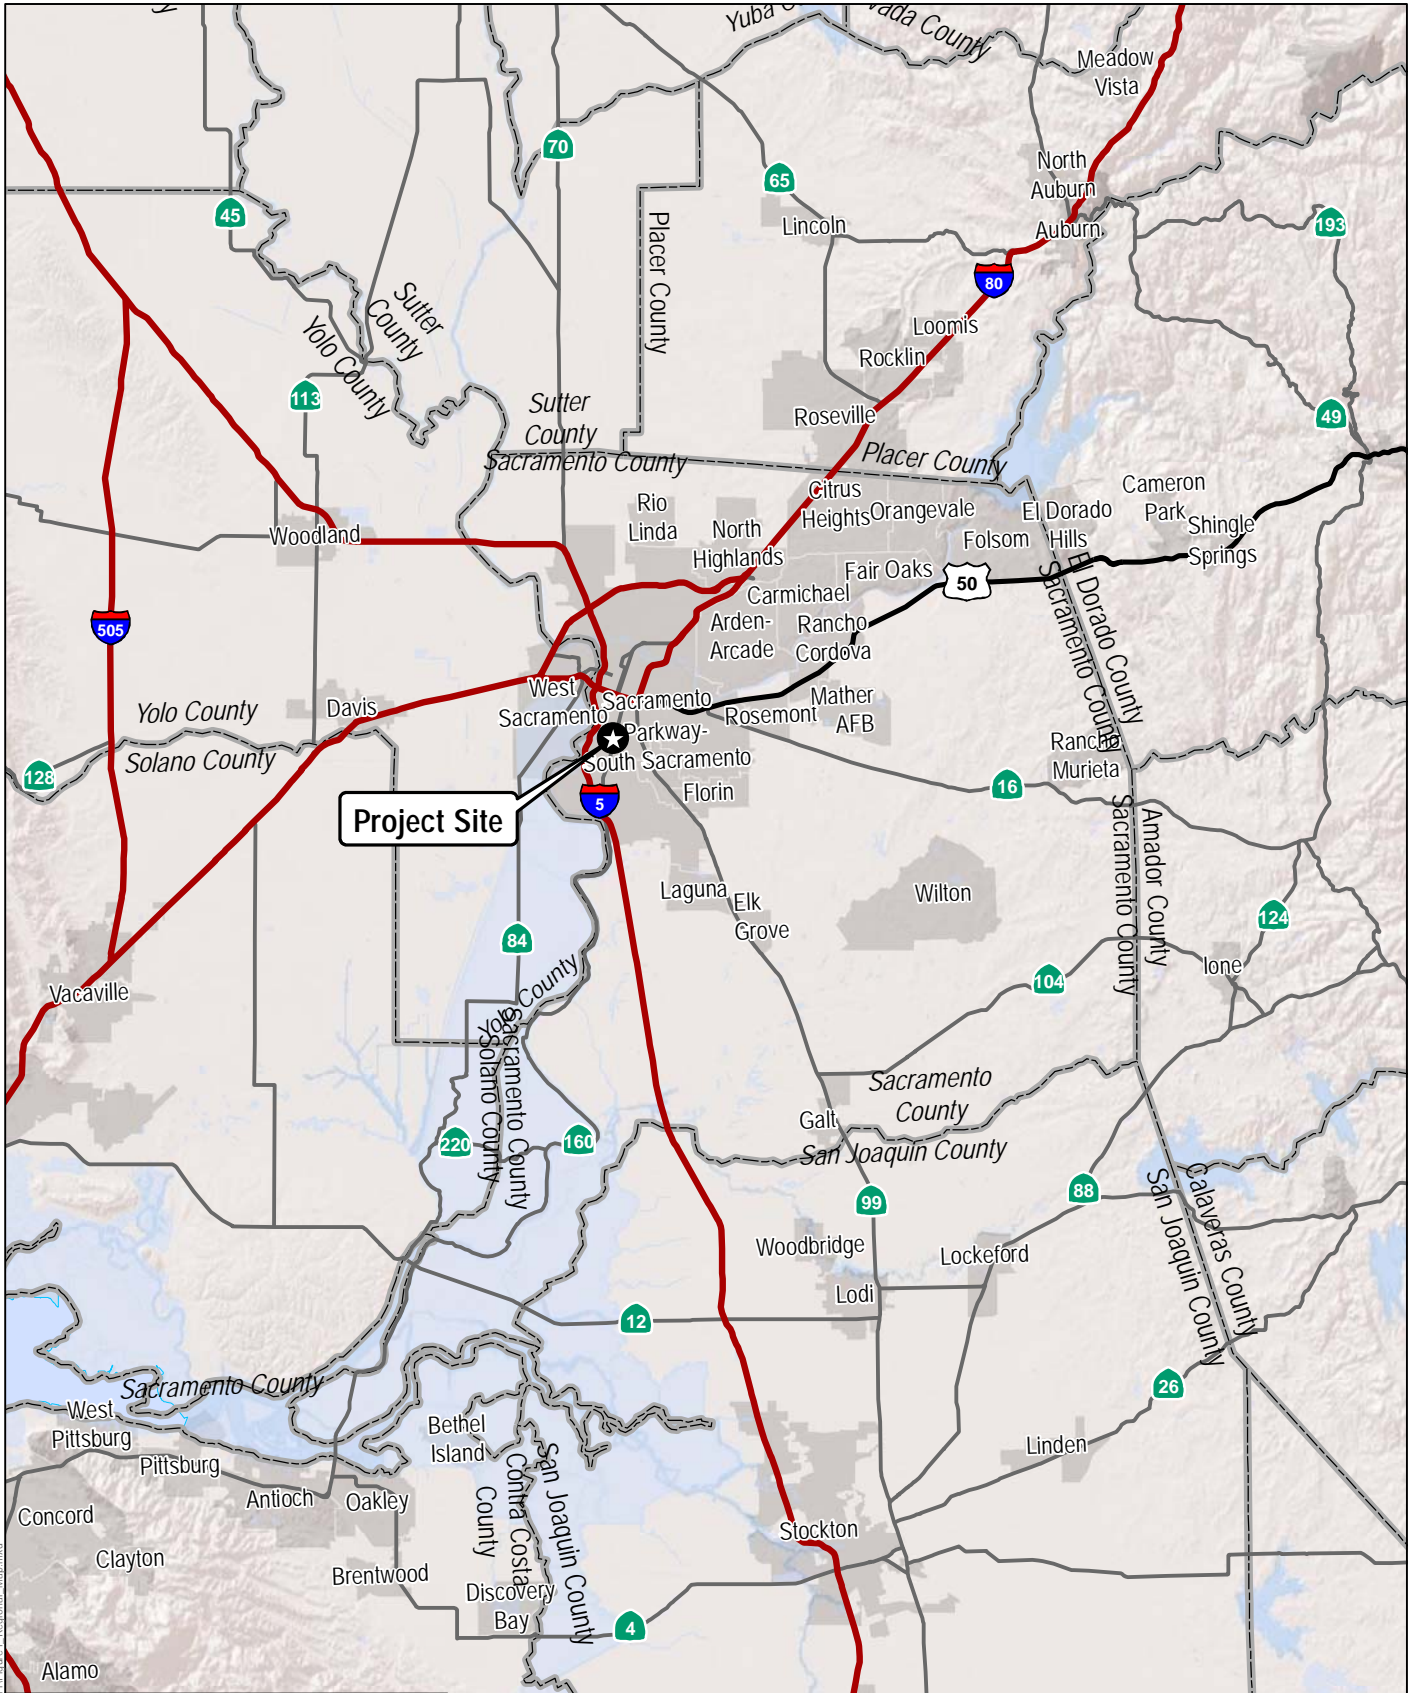 Meadow
Vista
70
North
Auburn
65
45
Lincoln
Auburn
193
Placer County
80
Sutter
County
Yolo County
Loomis
Rocklin
113
Sutter
County
Roseville
49
Sacramento County
Placer County
Citrus
Heights
Orangevale
Cameron
Park
Rio
Linda
North
Highlands
El Dorado
Hills
Shingle
Springs
Woodland
Folsom
Fair Oaks
50
El Dorado County
Sacramento County
505
Carmichael
Arden-
Arcade
Rancho
Cordova
West
Sacramento
Sacramento
Mather
AFB
Davis
Yolo County
Rosemont
Parkway-
South Sacramento
Rancho
Murieta
Solano County
128
16
Florin
5
Project Site
Amador County
Sacramento County
Laguna
Elk
Grove
Wilton
124
84
Ione
104
Vacaville
Yolo County
Sacramento County
Solano County
Sacramento
County
Galt
San Joaquin County
220
160
88
99
Calaveras County
San Joaquin County
Woodbridge
Lockeford
Lodi
12
Sacramento County
26
West
Pittsburg
Bethel
Island
Linden
Pittsburg
Antioch
Oakley
San Joaquin County
Contra Costa
County
Concord
Stockton
Clayton
Brentwood
Discovery
Bay
4
Alamo